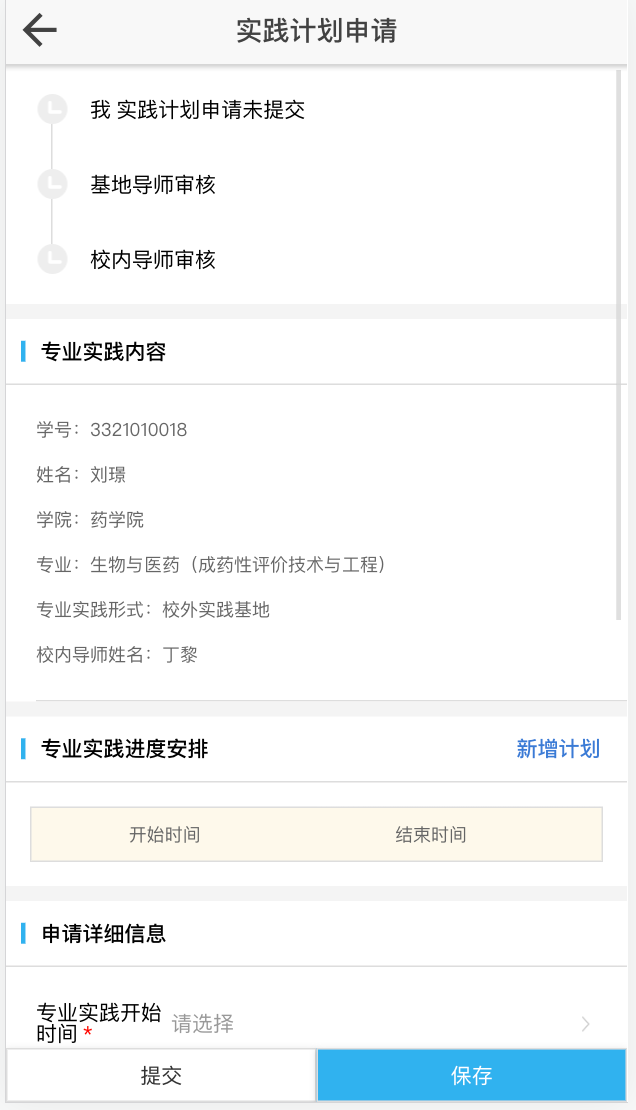 实践计划申请
我 实践计划申请未提交
基地导师审核
校内导师审核
专业实践内容
学号：3321010018
姓名：刘璟
学院：药学院
专业：生物与医药（成药性评价技术与工程）
专业实践形式：校外实践基地
校内导师姓名：丁黎
专业实践进度安排 新增计划
开始时间 结束时间
申请详细信息
专业实践开始
时间 * 请选择
提交 保存